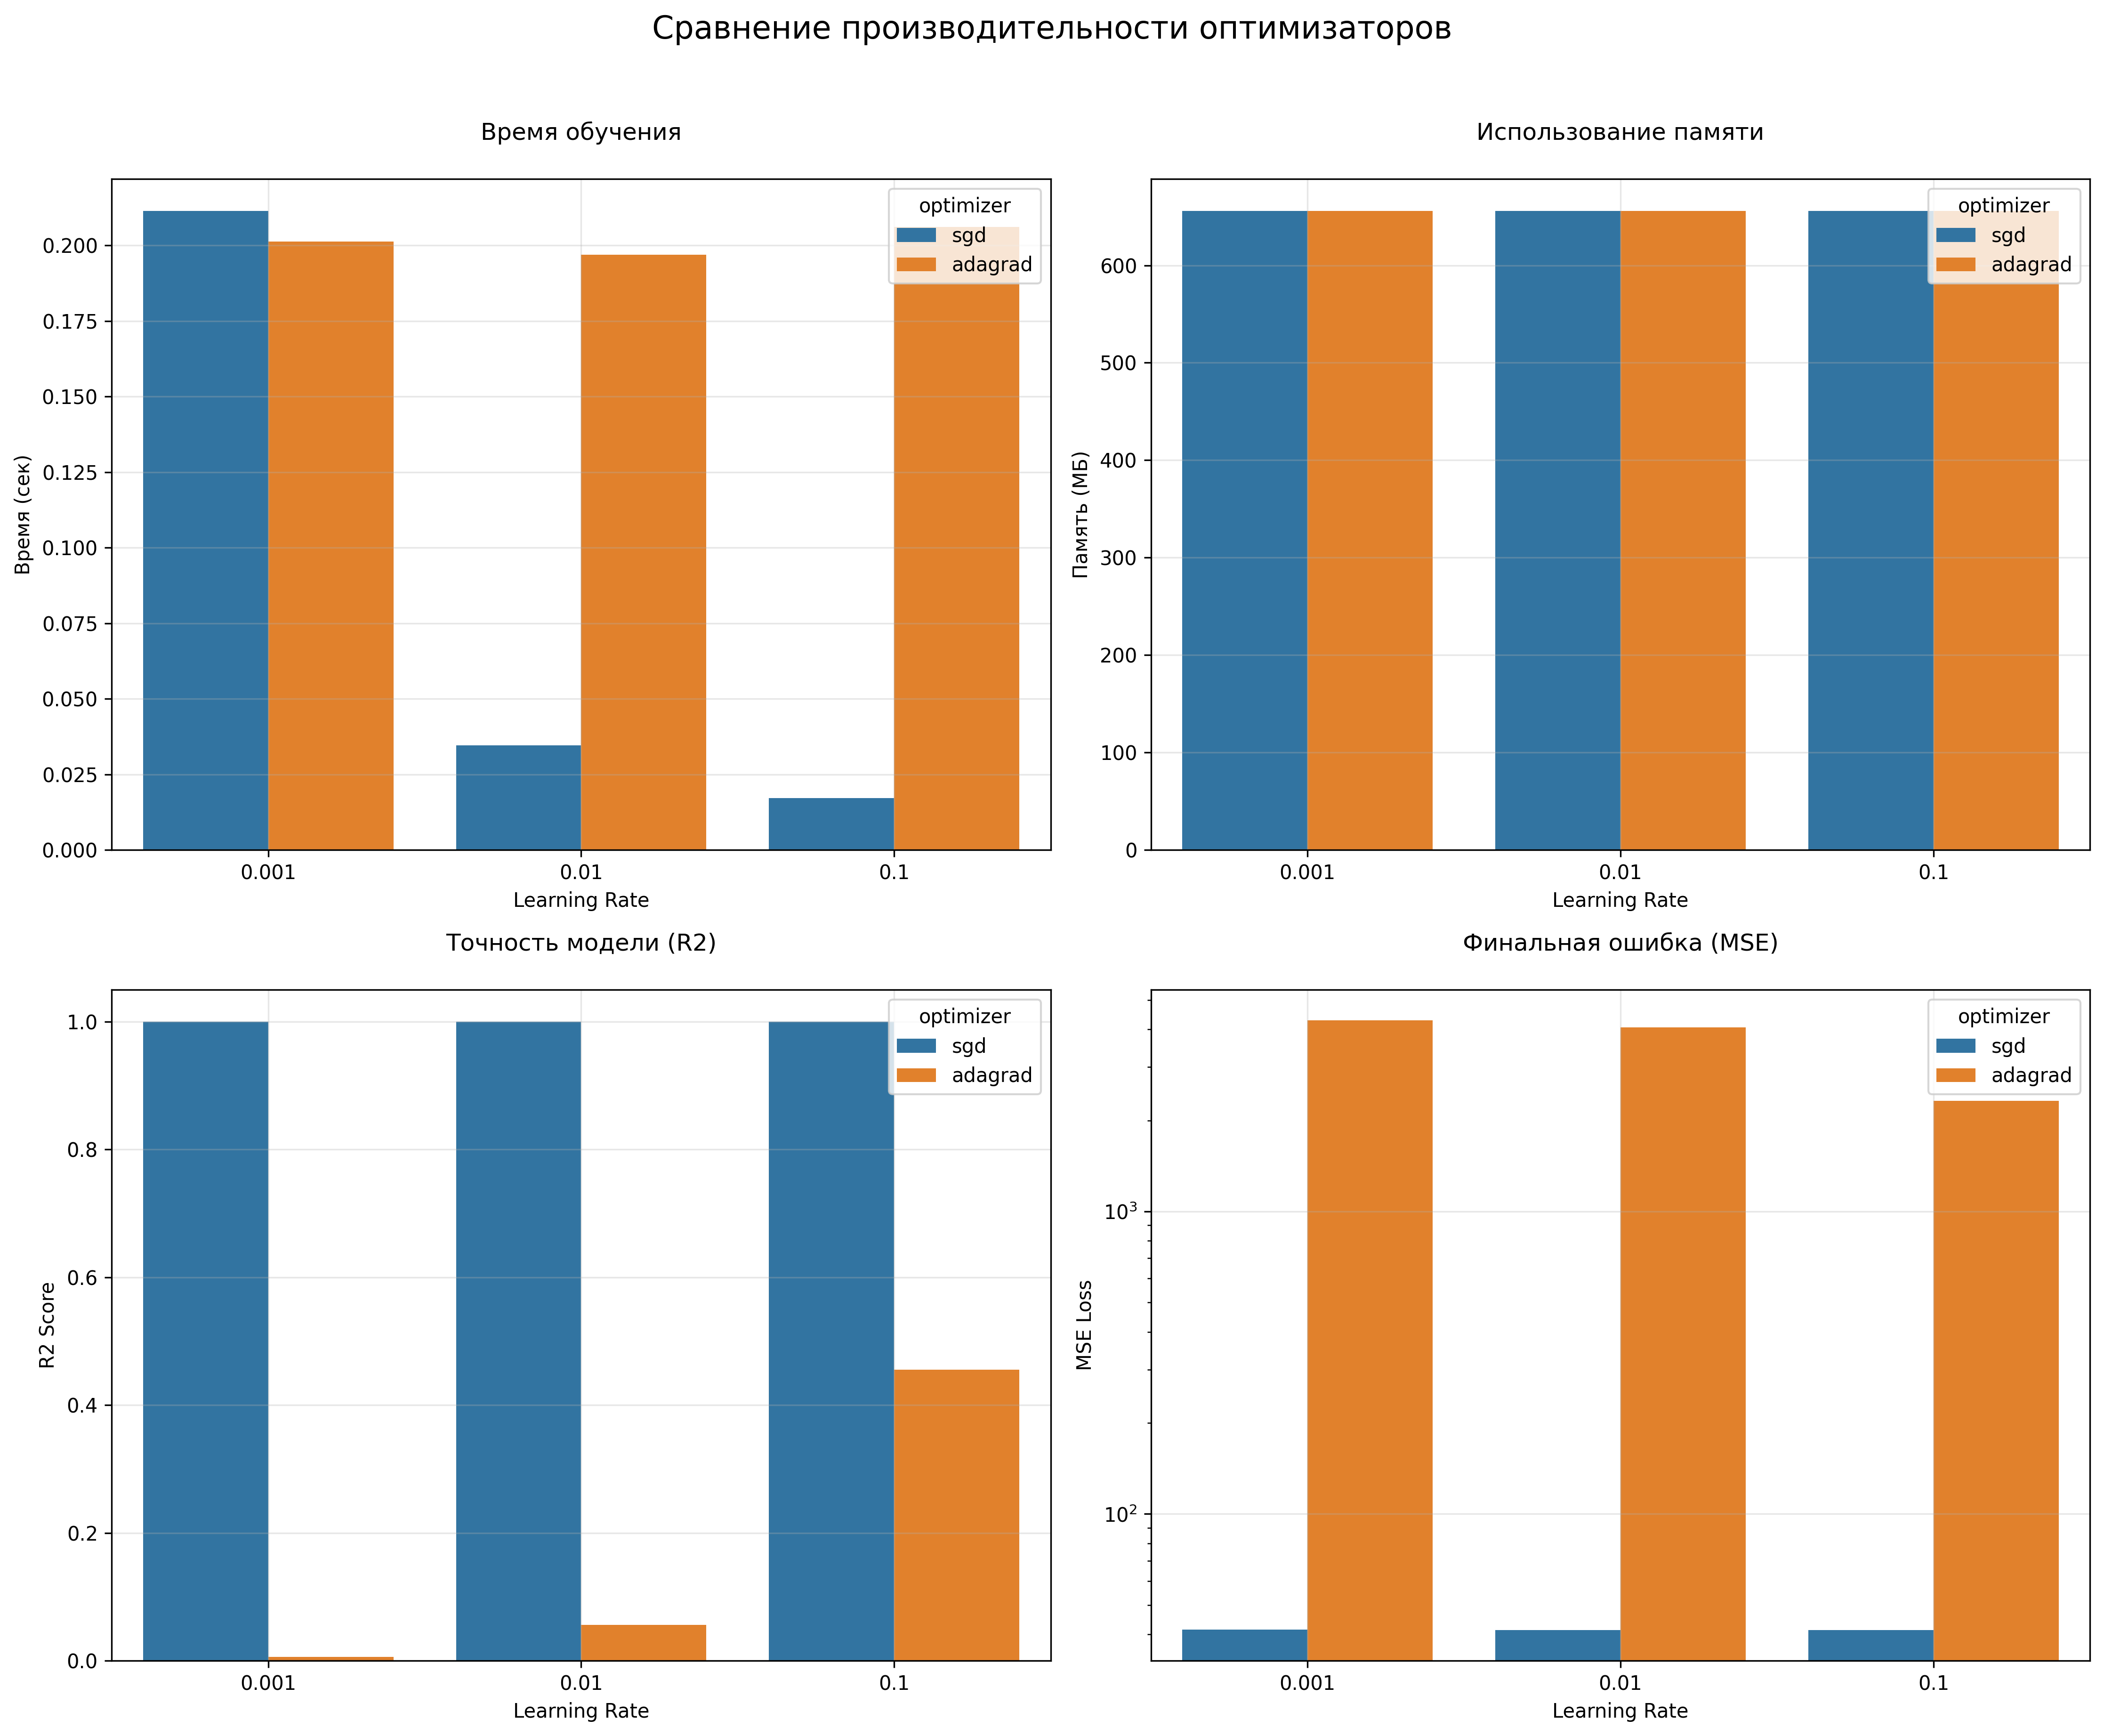 Сравнение производительности оптимизаторов
Время обучения
Время (сек)
0.200
0.175
0.150
0.125
0.100
0.075
0.050
0.025
0.000
optimizer
sgd
adagrad
0.001
0.01
0.1
Learning Rate
Использование памяти
Память (МБ)
600
500
400
300
200
100
0
optimizer
sgd
adagrad
0.001
0.01
0.1
Learning Rate
Точность модели (R2)
R2 Score
1.0
0.8
0.6
0.4
0.2
0.0
optimizer
sgd
adagrad
0.001
0.01
0.1
Learning Rate
Финальная ошибка (MSE)
MSE Loss
10³
10²
optimizer
sgd
adagrad
0.001
0.01
0.1
Learning Rate